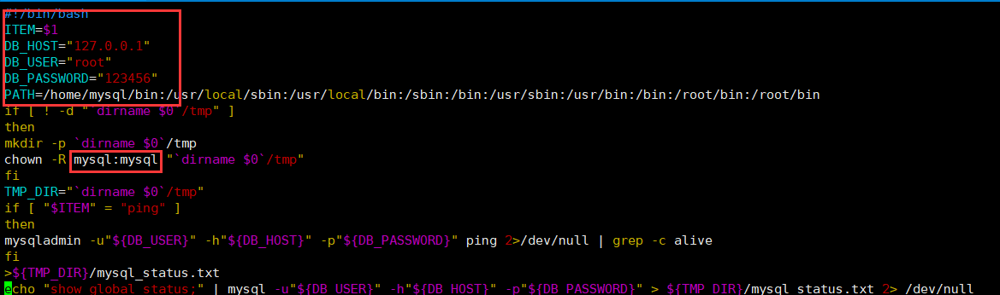 #!/bin/bash
ITEM=$1
DB_HOST="127.0.0.1"
DB_USER="root"
DB_PASSWORD="123456"
PATH=/home/mysql/bin:/usr/local/sbin:/usr/local/bin:/sbin:/bin:/usr/sbin:/usr/bin:/bin:/root/bin:/root/bin
if [ ! -d "`dirname $0`/tmp" ]
then
mkdir -p `dirname $0`/tmp
chown -R mysql:mysql "`dirname $0`/tmp"
fi
TMP_DIR="`dirname $0`/tmp"
if [ "$ITEM" = "ping" ]
then
mysqladmin -u"${DB_USER}" -h"${DB_HOST}" -p"${DB_PASSWORD}" ping 2>/dev/null | grep -c alive
fi
>${TMP_DIR}/mysql_status.txt
echo "show global status;" | mysql -u"${DB_USER}" -h"${DB_HOST}" -p"${DB_PASSWORD}" > ${TMP_DIR}/mysql_status.txt 2> /dev/null